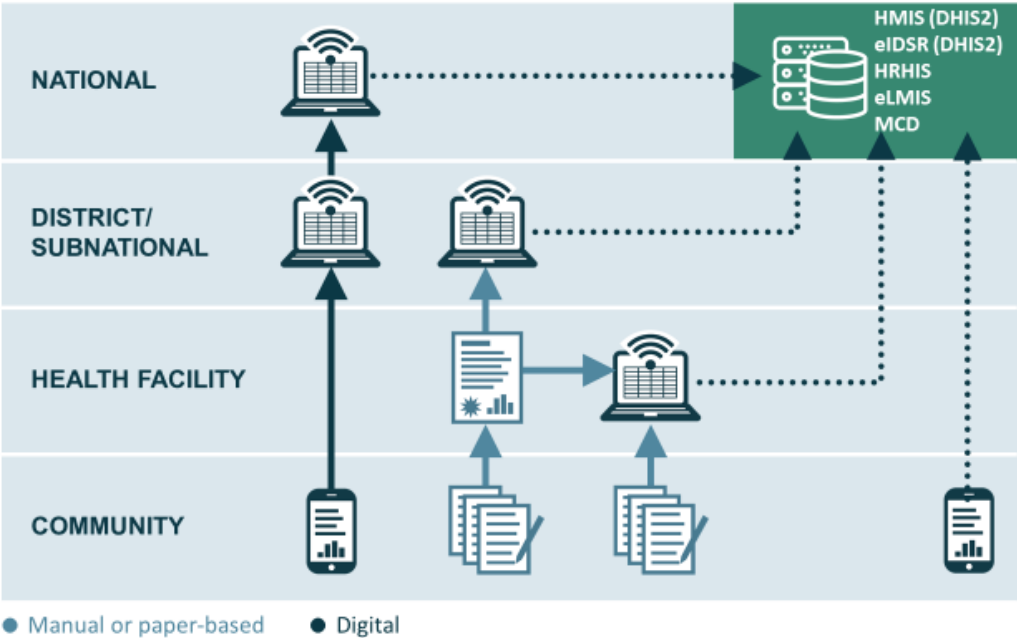 HMIS (DHIS2)
eIDSR (DHIS2)
HRHIS
eLMIS
MCD
NATIONAL
DISTRICT/
SUBNATIONAL
HEALTH FACILITY
COMMUNITY
Manual or paper-based
Digital